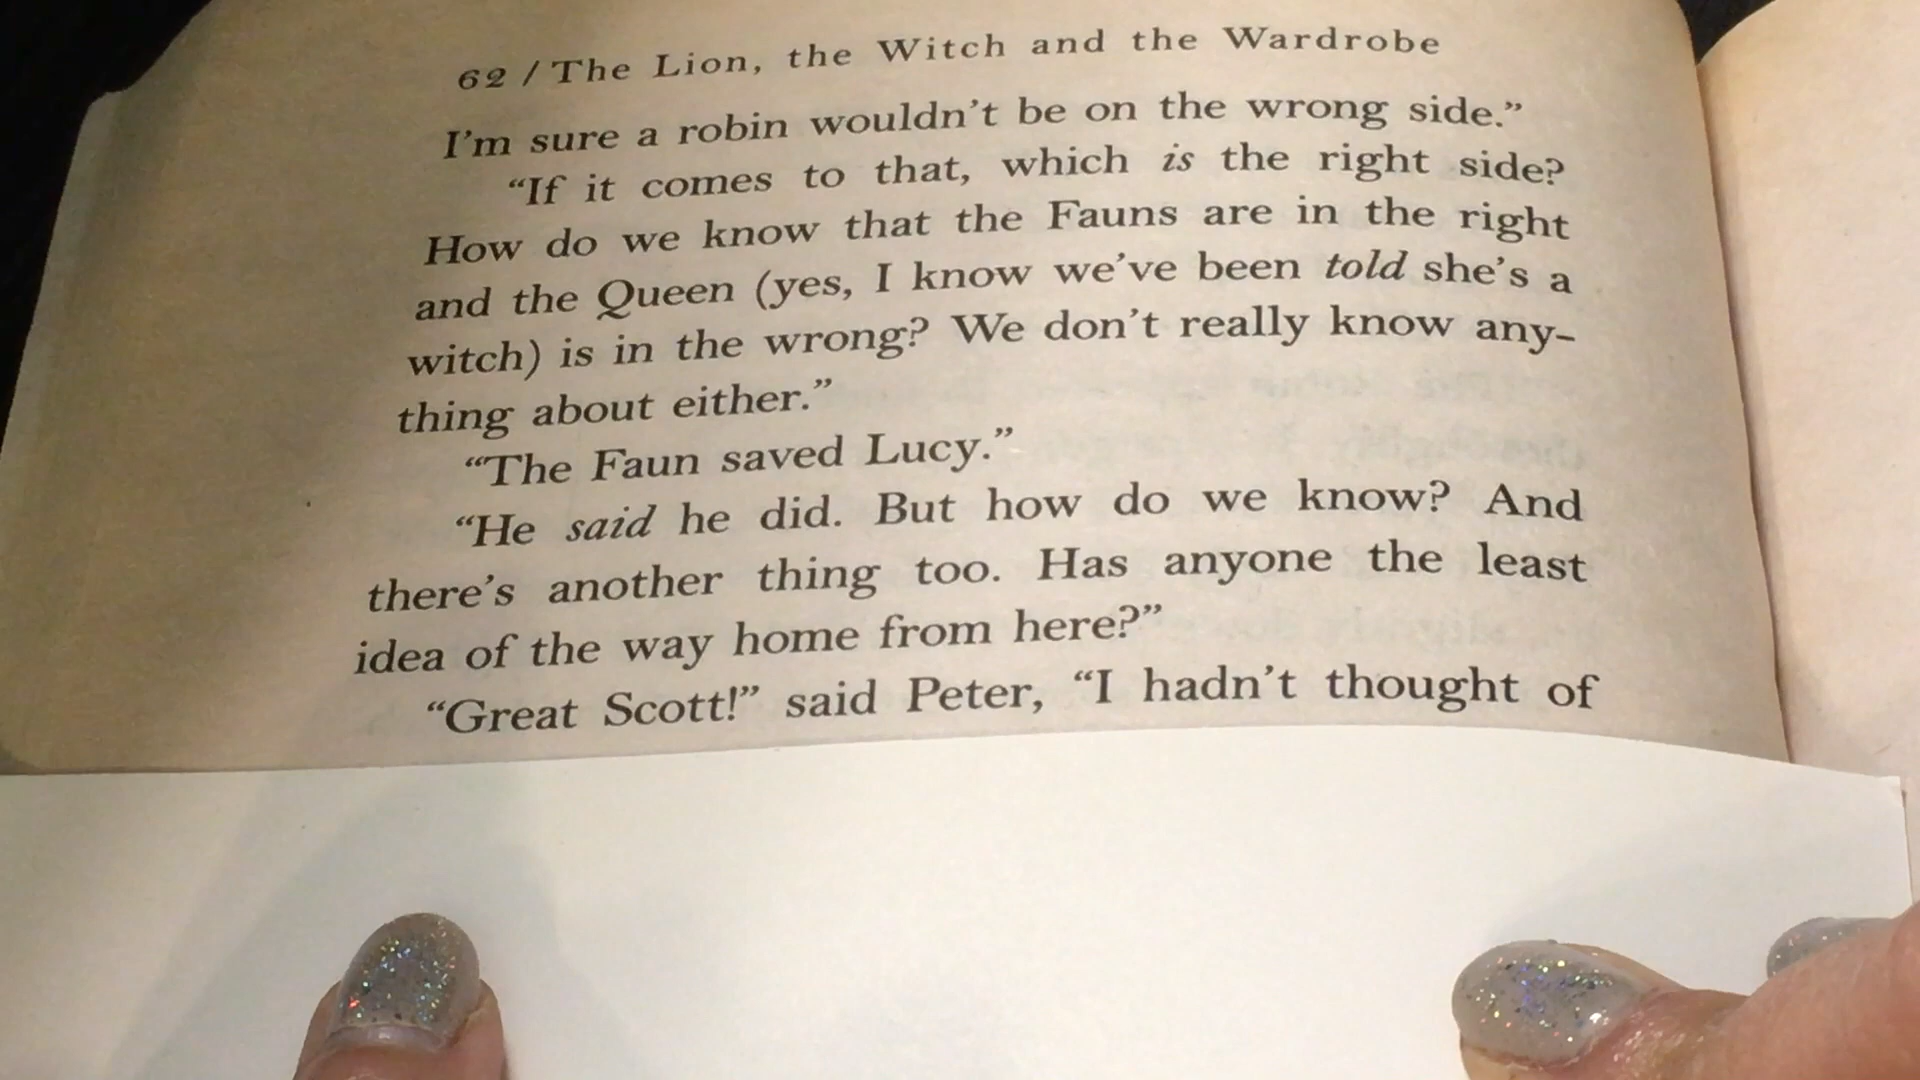 62 / The Lion, the Witch and the Wardrobe
I'm sure a robin wouldn't be on the wrong side.”
“If it comes to that, which is the right side?
How do we know that the Fauns are in the right
and the Queen (yes, I know we've been told she's a
witch) is in the wrong? We don't really know any-
thing about either.”
“The Faun saved Lucy.”
“He said he did. But how do we know? And
there's another thing too. Has anyone the least
idea of the way home from here?”
“Great Scott!” said Peter, “I hadn't thought of